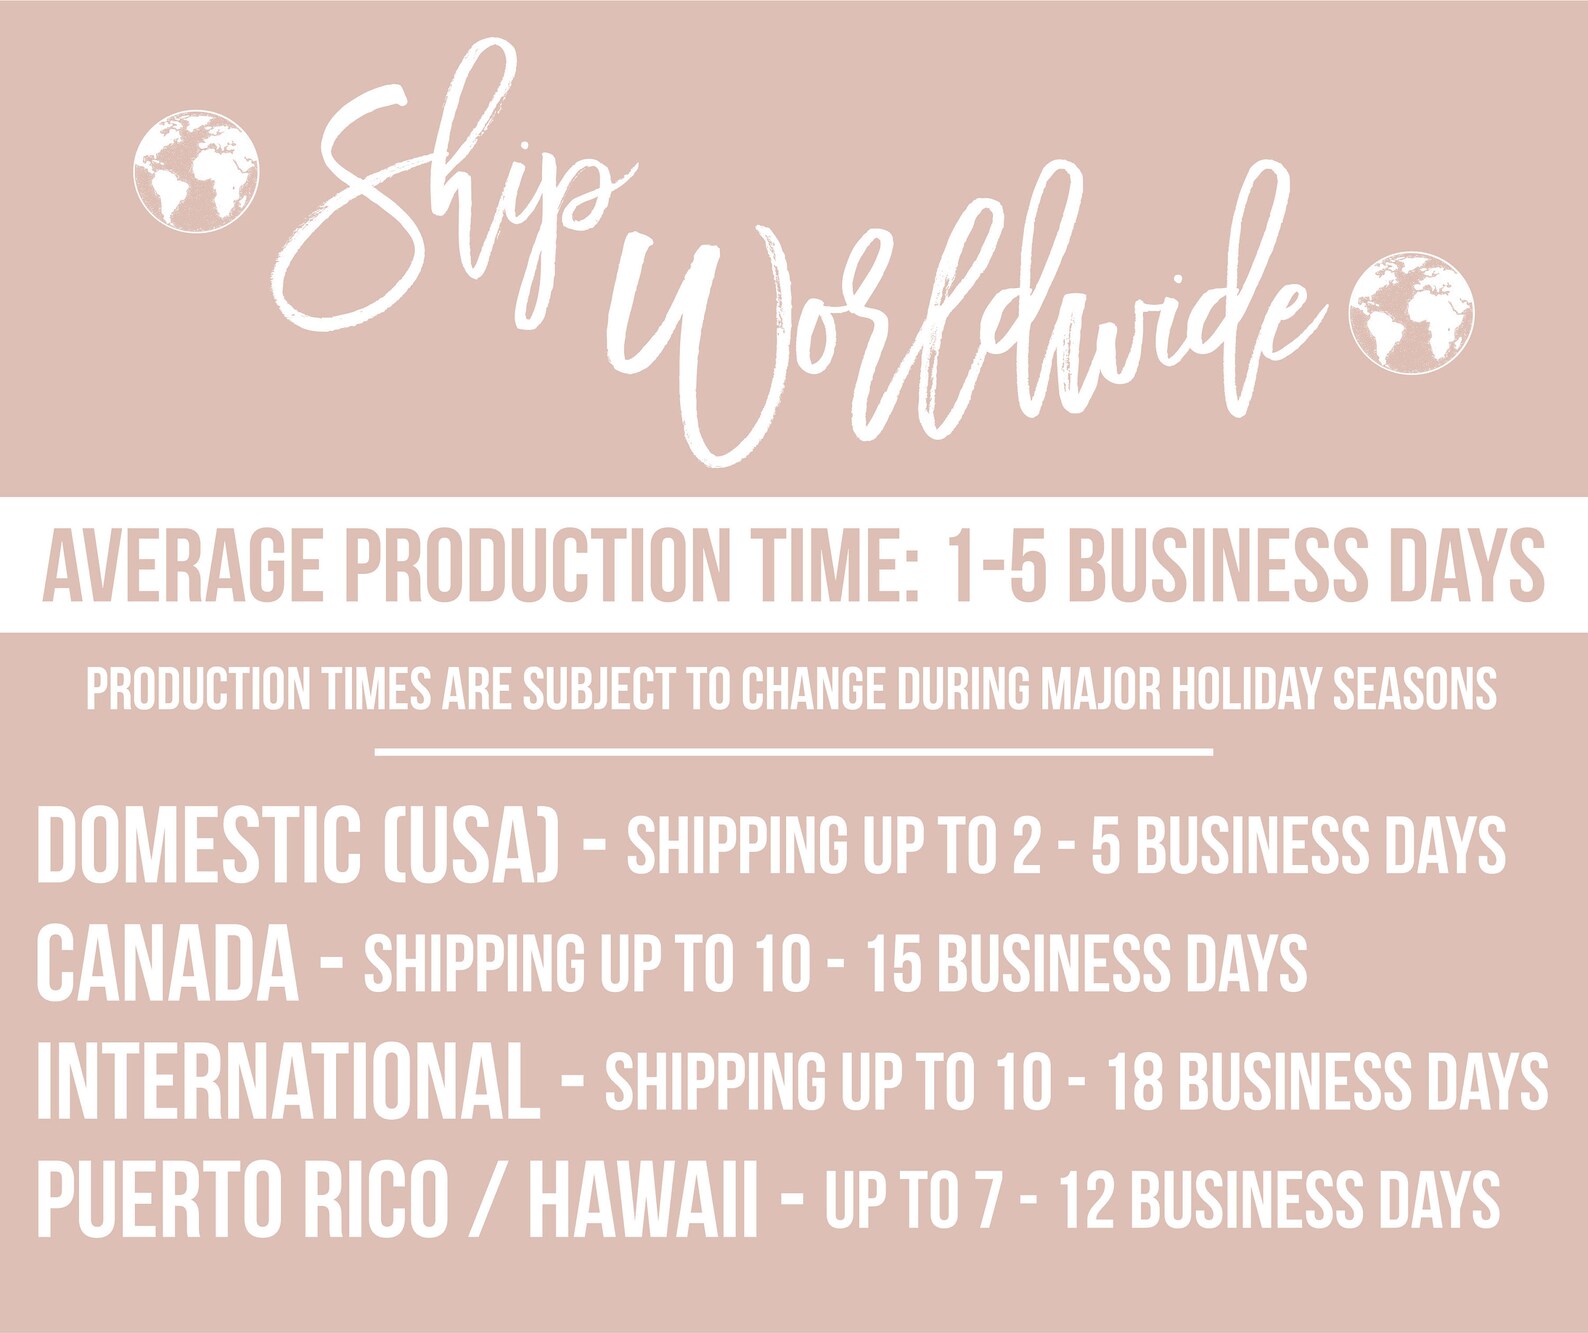 Ship
Worldwide
AVERAGE PRODUCTION TIME: 1-5 BUSINESS DAYS
PRODUCTION TIMES ARE SUBJECT TO CHANGE DURING MAJOR HOLIDAY SEASONS
DOMESTIC (USA) - SHIPPING UP TO 2 - 5 BUSINESS DAYS
CANADA - SHIPPING UP TO 10 - 15 BUSINESS DAYS
INTERNATIONAL - SHIPPING UP TO 10 - 18 BUSINESS DAYS
PUERTO RICO / HAWAII - UP TO 7 - 12 BUSINESS DAYS